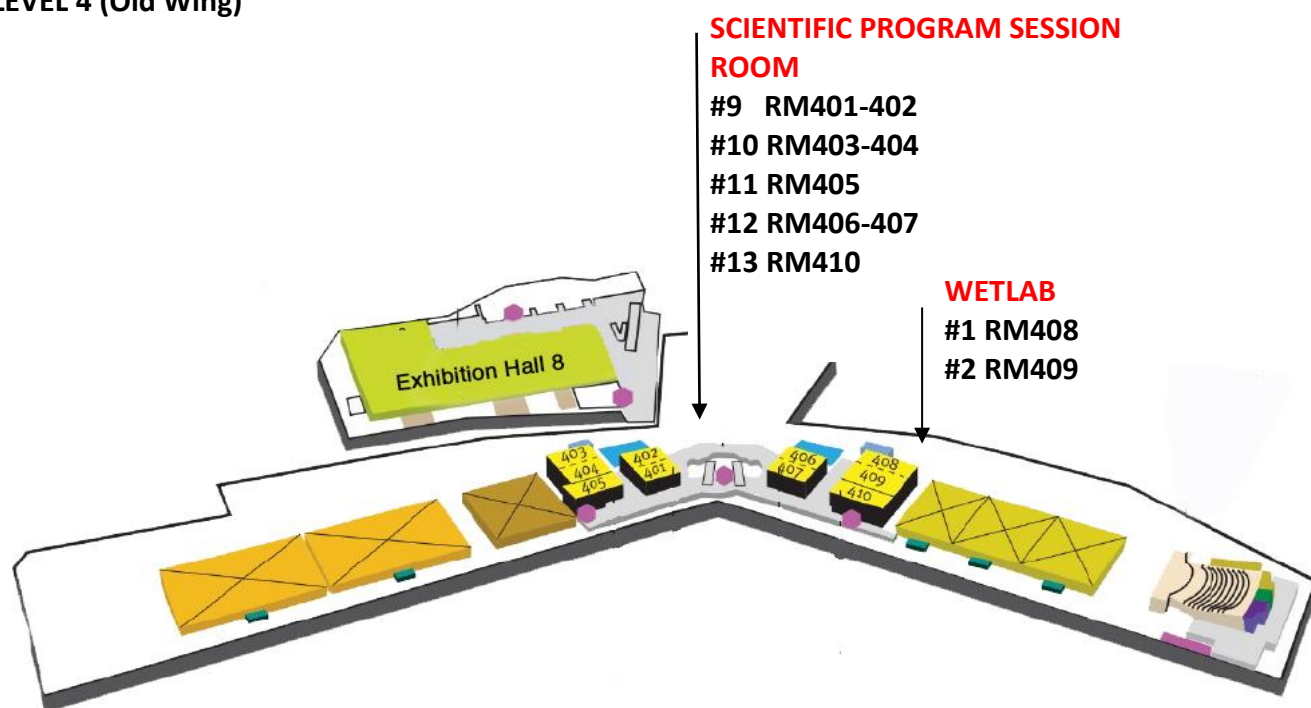 LEVEL 4 (Old Wing)
SCIENTIFIC PROGRAM SESSION
ROOM
#9 RM401-402
#10 RM403-404
#11 RM405
#12 RM406-407
#13 RM410
WETLAB
#1 RM408
#2 RM409
Exhibition Hall 8
403
404
405
402
401
406
407
408
409
410